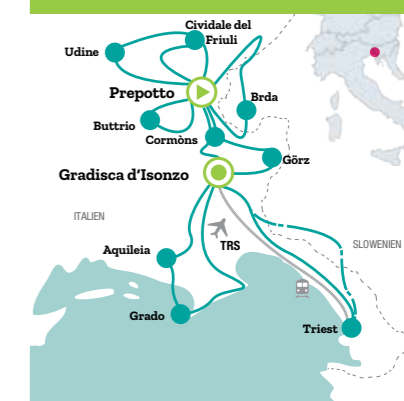 Cividale del
Friuli
Udine
Prepotto
Brda
Buttrio
Cormòns
Görz
Gradisca d'Isonzo
ITALIEN
TRS
SLOWENIEN
Aquileia
Grado
Triest